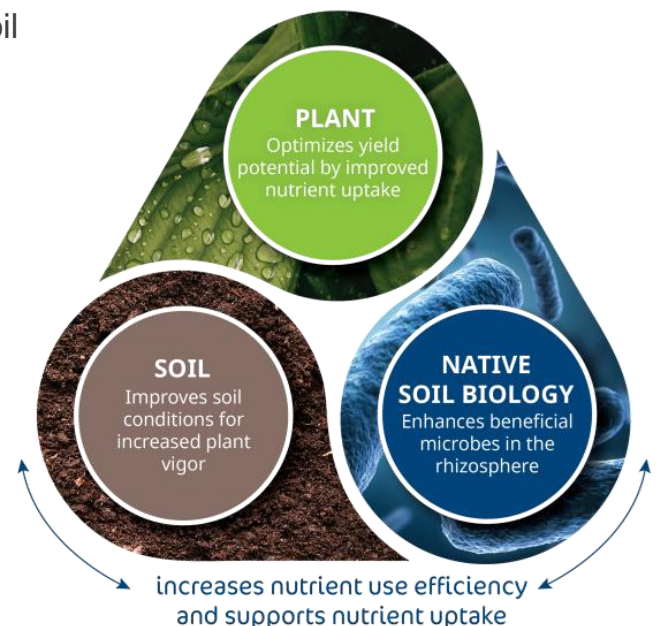 PLANT
Optimizes yield
potential by improved
nutrient uptake
SOIL
Improves soil
conditions for
increased plant
vigor
NATIVE
SOIL BIOLOGY
Enhances beneficial
microbes in the
rhizosphere
increases nutrient use efficiency
and supports nutrient uptake